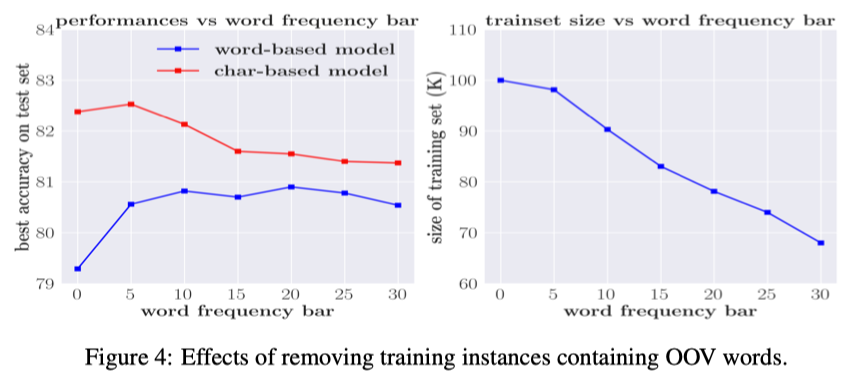 performances vs word frequency bar
84
83
82
81
80
79
best accuracy on test set
word-based model
char-based model
0 5 10 15 20 25 30
word frequency bar
trainset size vs word frequency bar
110
100
90
80
70
60
size of training set (K)
0 5 10 15 20 25 30
word frequency bar
Figure 4: Effects of removing training instances containing OOV words.